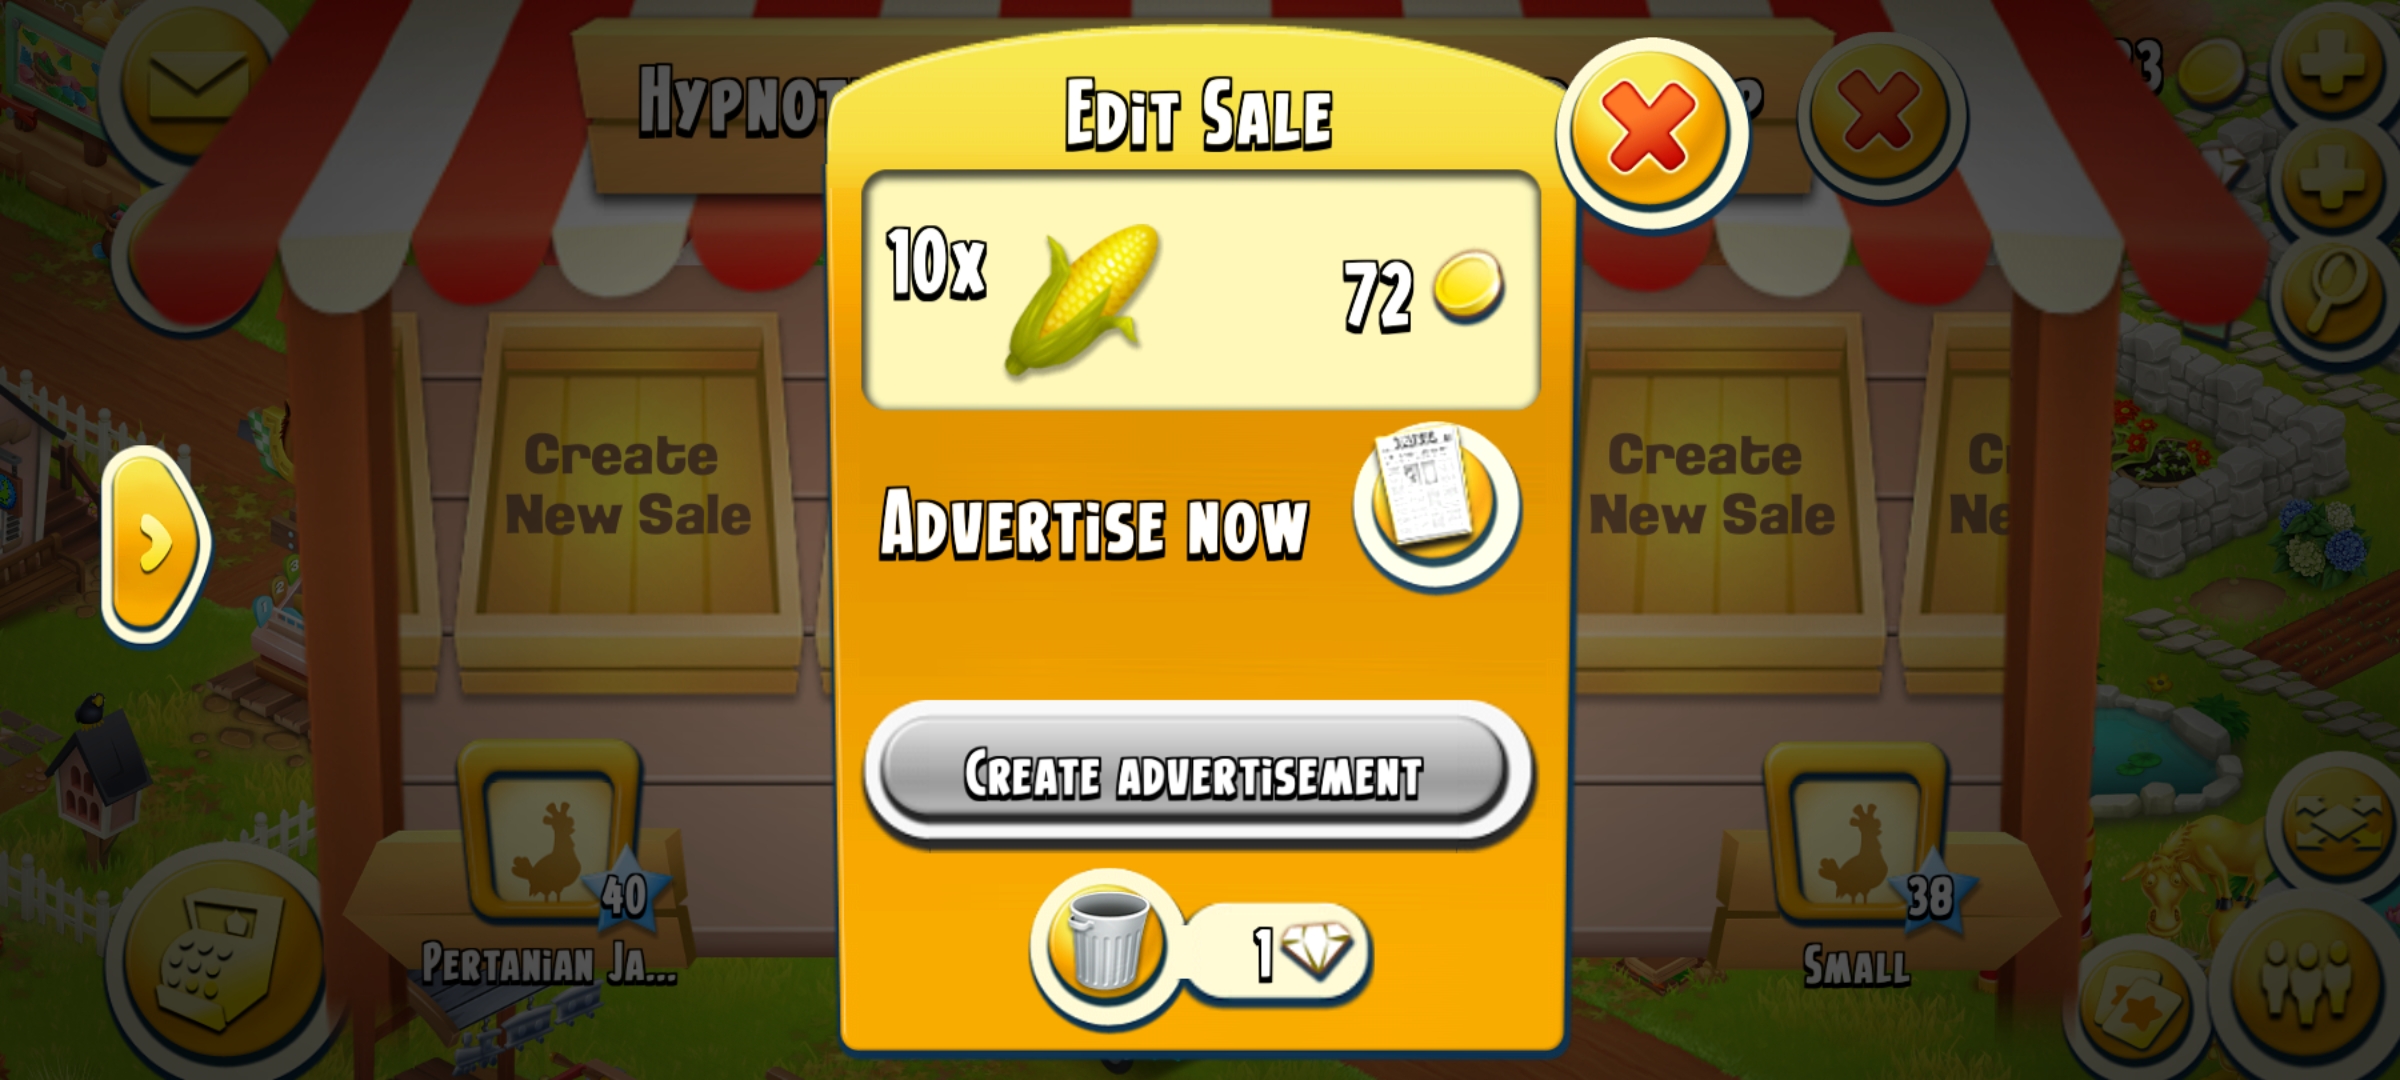 HYPNOT
EDIT SALE
10x
72
ADVERTISE NOW
CREATE ADVERTISEMENT
1
Create
New Sale
Create
New Sale
40
PERTANIAN JA...
38
SMALL